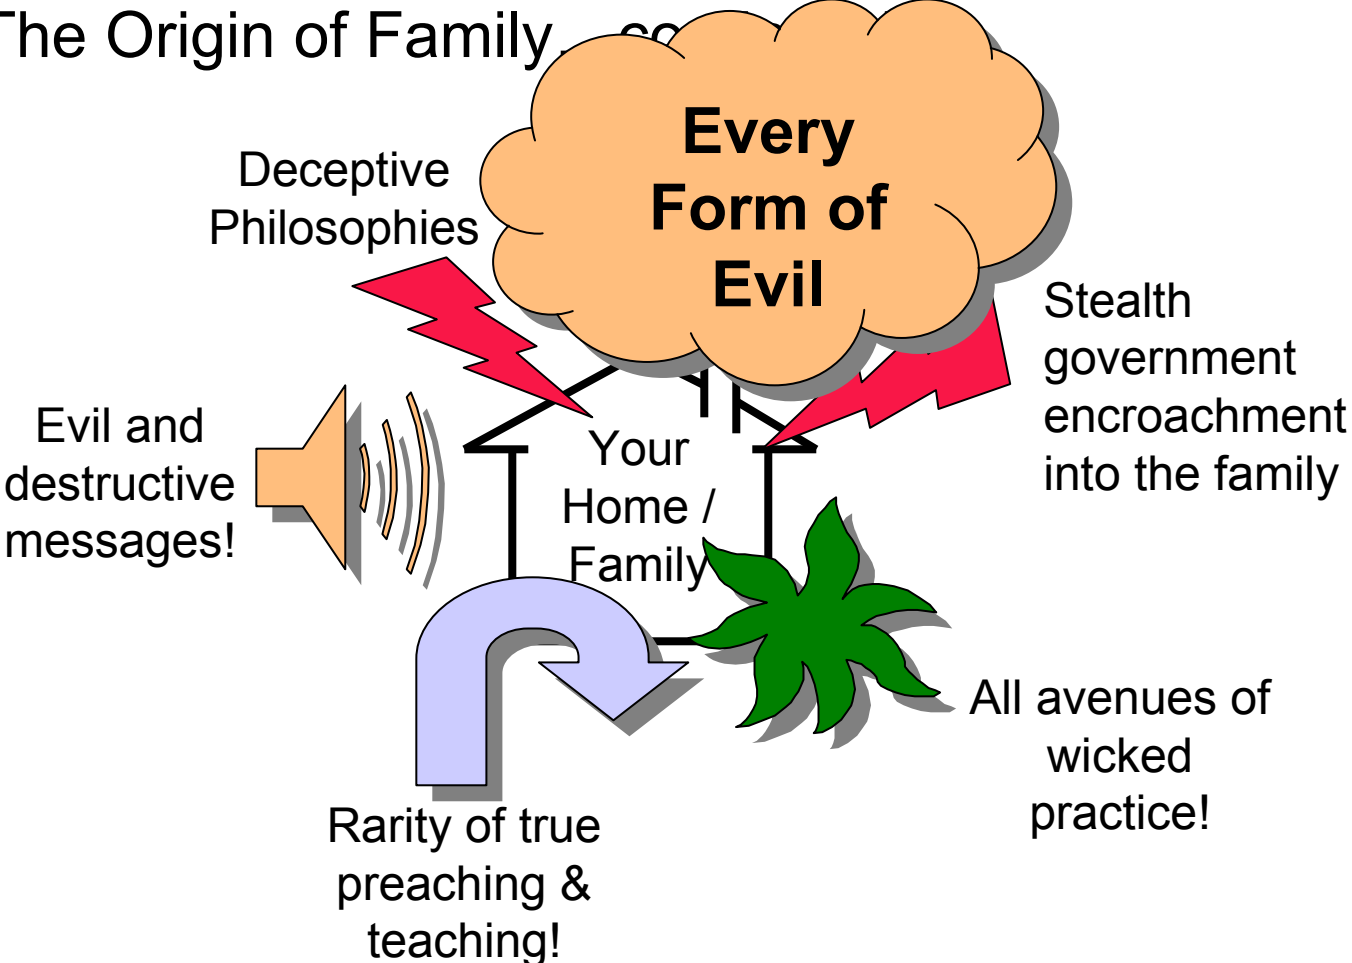 The Origin of Family
Every
Form of
Evil
Deceptive
Philosophies
Stealth
government
encroachment
into the family
Evil and
destructive
messages!
Your
Home /
Family
All avenues of
wicked
practice!
Rarity of true
preaching &
teaching!